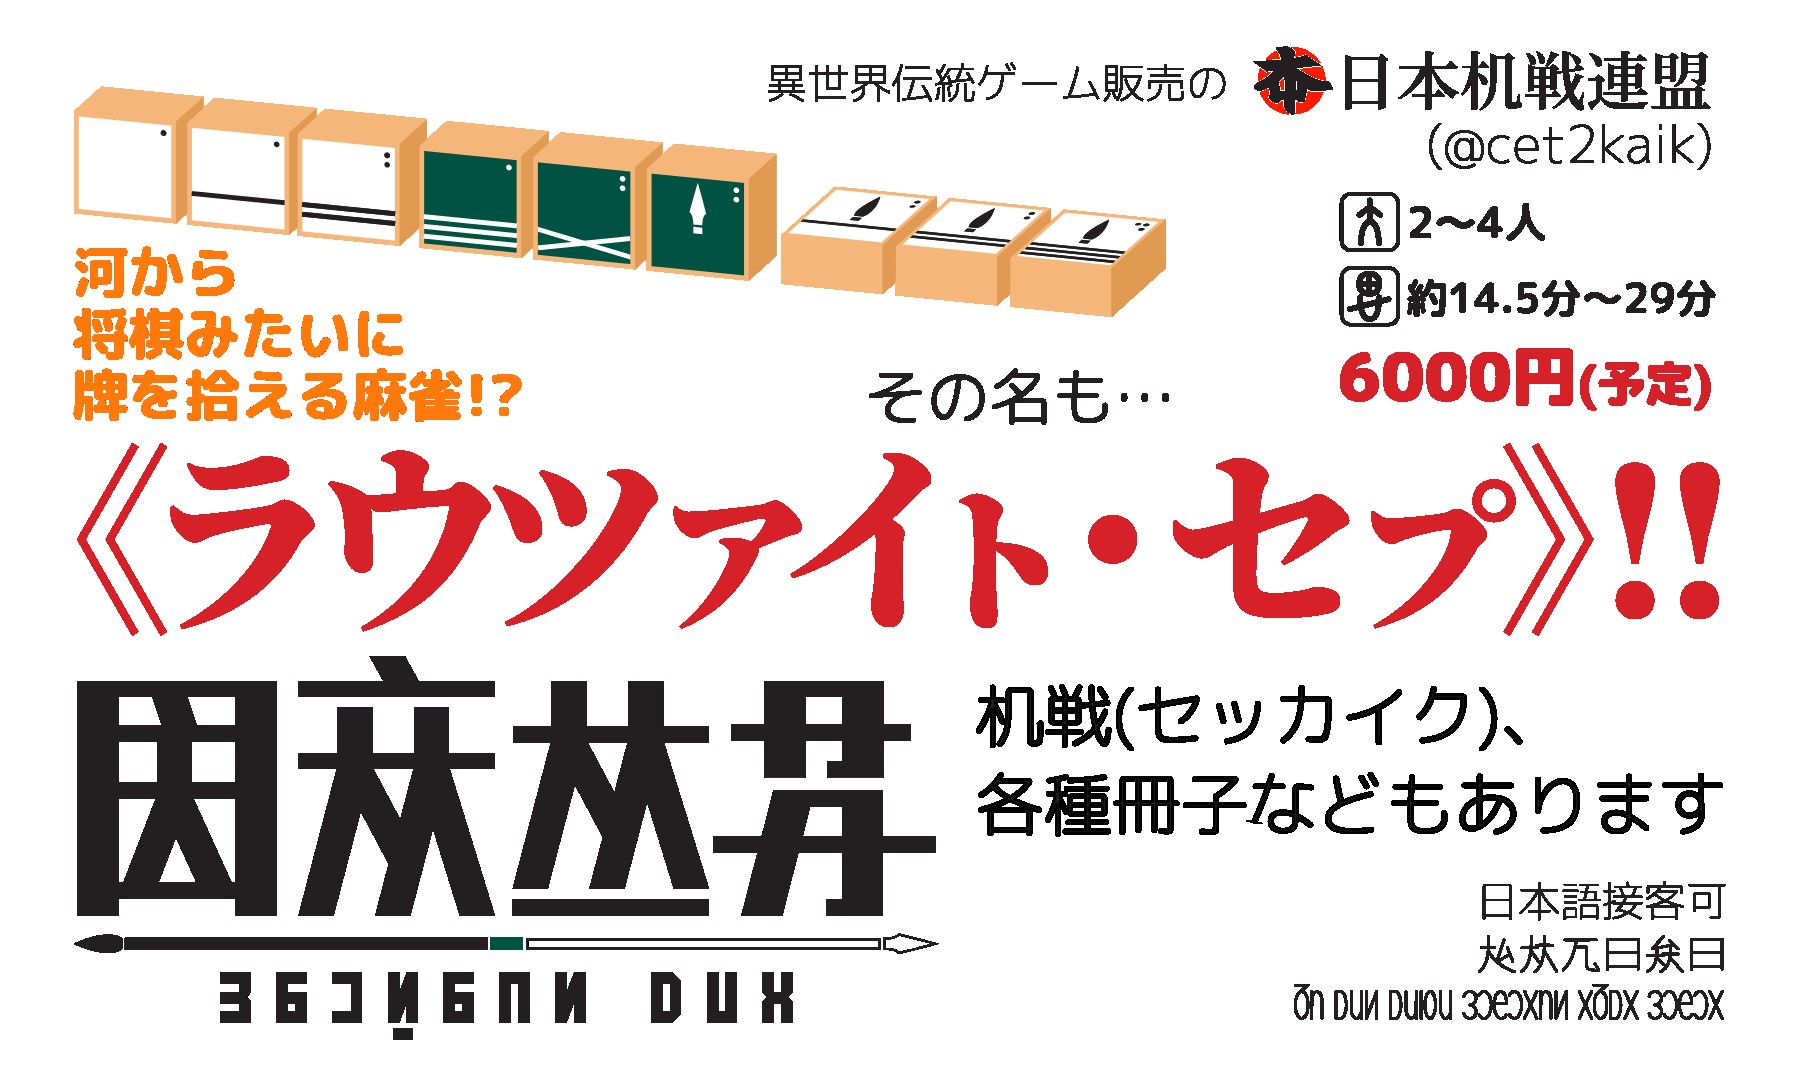 異世界伝統ゲーム販売の 日本机戦連盟
(@cet2kaik)
2〜4人
約14.5分〜29分
6000円(予定)
河から
将棋みたいに
牌を拾える麻雀!?
その名も…
《ラウツァイト・セプ》!!
机戦(セッカイク)、
各種冊子などもあります
日本語接客可